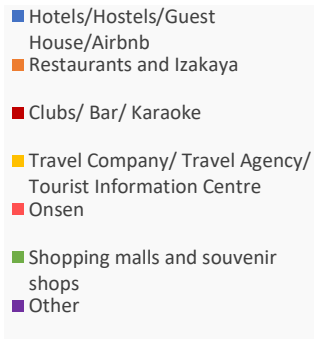 Hotels/Hostels/Guest
House/Airbnb
Restaurants and Izakaya
Clubs/ Bar/ Karaoke
Travel Company/ Travel Agency/
Tourist Information Centre
Onsen
Shopping malls and souvenir
shops
Other